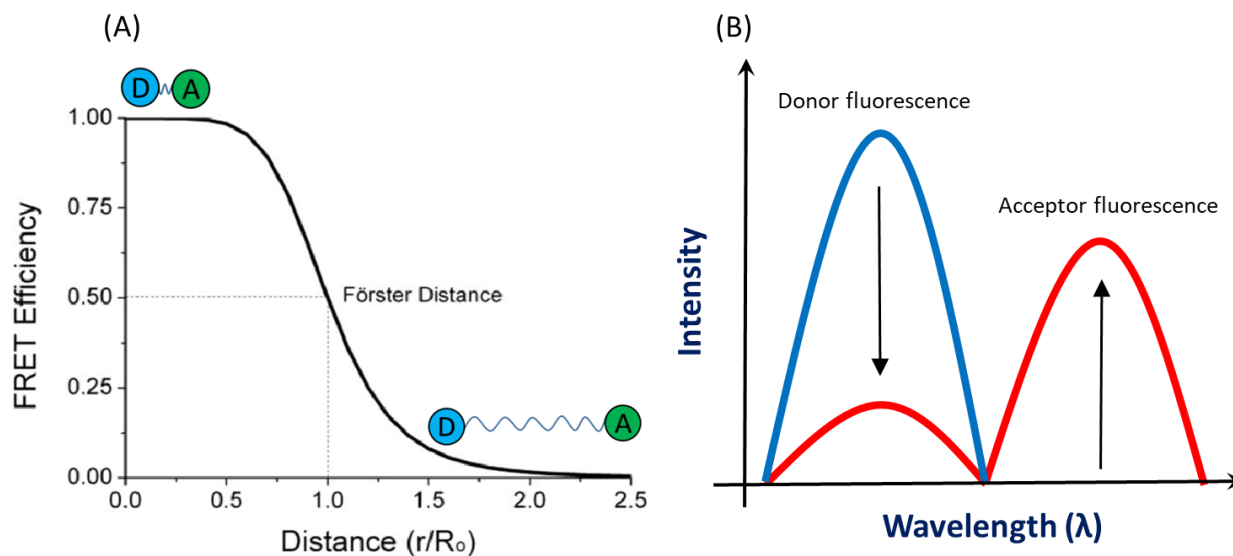 (A)
D A
1.00
0.75
0.50
0.25
0.00
FRET Efficiency
Förster Distance
D A
0.0 0.5 1.0 1.5 2.0 2.5
Distance (r/Ro)
(B)
Donor fluorescence
Acceptor fluorescence
Intensity
Wavelength (λ)